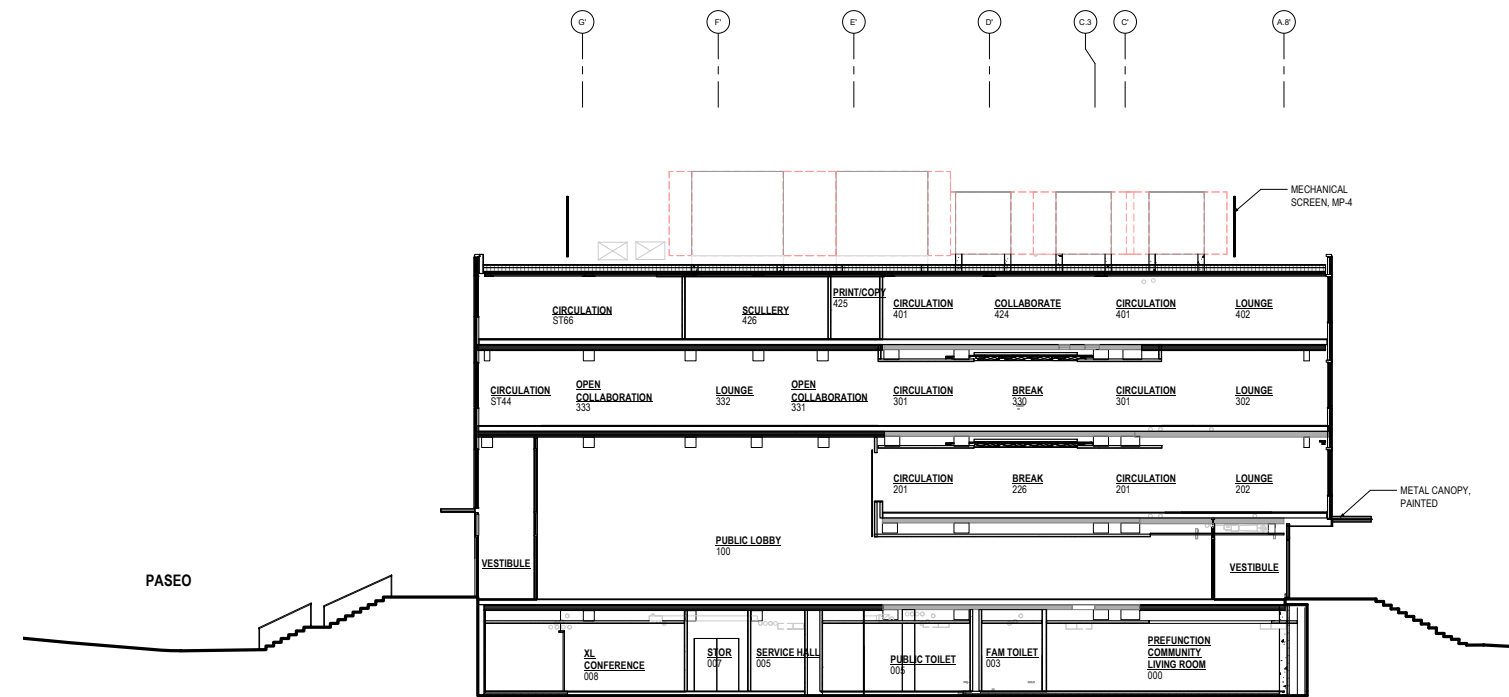 G'
F'
E'
D'
C.3
C'
A.8'
MECHANICAL
SCREEN, MP-4
CIRCULATION
ST66
SCULLERY
426
PRINT/COPY
425
CIRCULATION
401
COLLABORATE
424
CIRCULATION
401
LOUNGE
402
CIRCULATION
ST44
OPEN
COLLABORATION
333
LOUNGE
332
OPEN
COLLABORATION
331
CIRCULATION
301
BREAK
330
CIRCULATION
301
LOUNGE
302
CIRCULATION
201
BREAK
226
CIRCULATION
201
LOUNGE
202
METAL CANOPY,
PAINTED
PUBLIC LOBBY
100
VESTIBULE
VESTIBULE
PASEO
XL
CONFERENCE
008
STOR
007
SERVICE HALL
005
PUBLIC TOILET
005
FAM TOILET
003
PREFUNCTION
COMMUNITY
LIVING ROOM
000